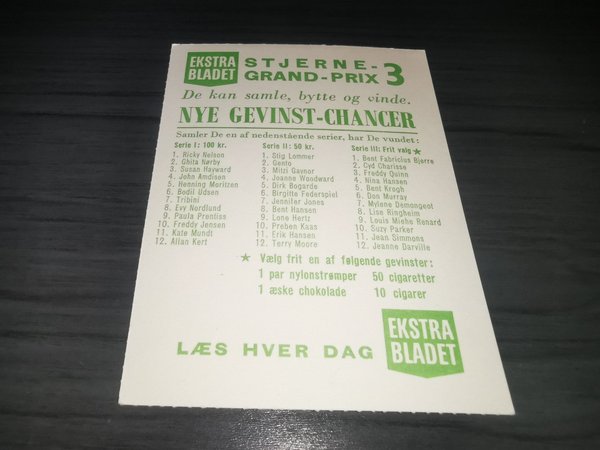 EKSTRA
BLADET
STJERNE-
GRAND-PRIX 3
De kan samle, bytte og vinde.
NYE GEVINST-CHANCER
Samler De en af nedenstående serier, har De vundet:
Serie I: 100 kr.
1. Ricky Nelson
2. Ghita Nørby
3. Susan Hayward
4. John Amdisen
5. Henning Moritzen
6. Bodil Udsen
7. Tribini
8. Evy Nordlund
9. Paula Prentiss
10. Freddy Jensen
11. Kate Mundt
12. Allan Kert
Serie II: 50 kr.
1. Stig Lommer
2. Gento
3. Mitzi Gaynor
4. Joanne Woodward
5. Dirk Bogarde
6. Birgitte Federspiel
7. Jennifer Jones
8. Bent Hansen
9. Lone Hertz
10. Preben Kaas
11. Erik Hansen
12. Terry Moore
Serie III: Frit valg ★
1. Bent Fabricius Bjerre
2. Cyd Charisse
3. Freddy Quinn
4. Nina Hansen
5. Bent Krogh
6. Don Murray
7. Mylene Demongeot
8. Lise Ringheim
9. Louis Miehe Renard
10. Suzy Parker
11. Jean Simmons
12. Jeanne Darville
★ Vælg frit en af følgende gevinster:
1 par nylonstrømper 50 cigaretter
1 æske chokolade 10 cigarer
LÆS HVER DAG
EKSTRA
BLADET